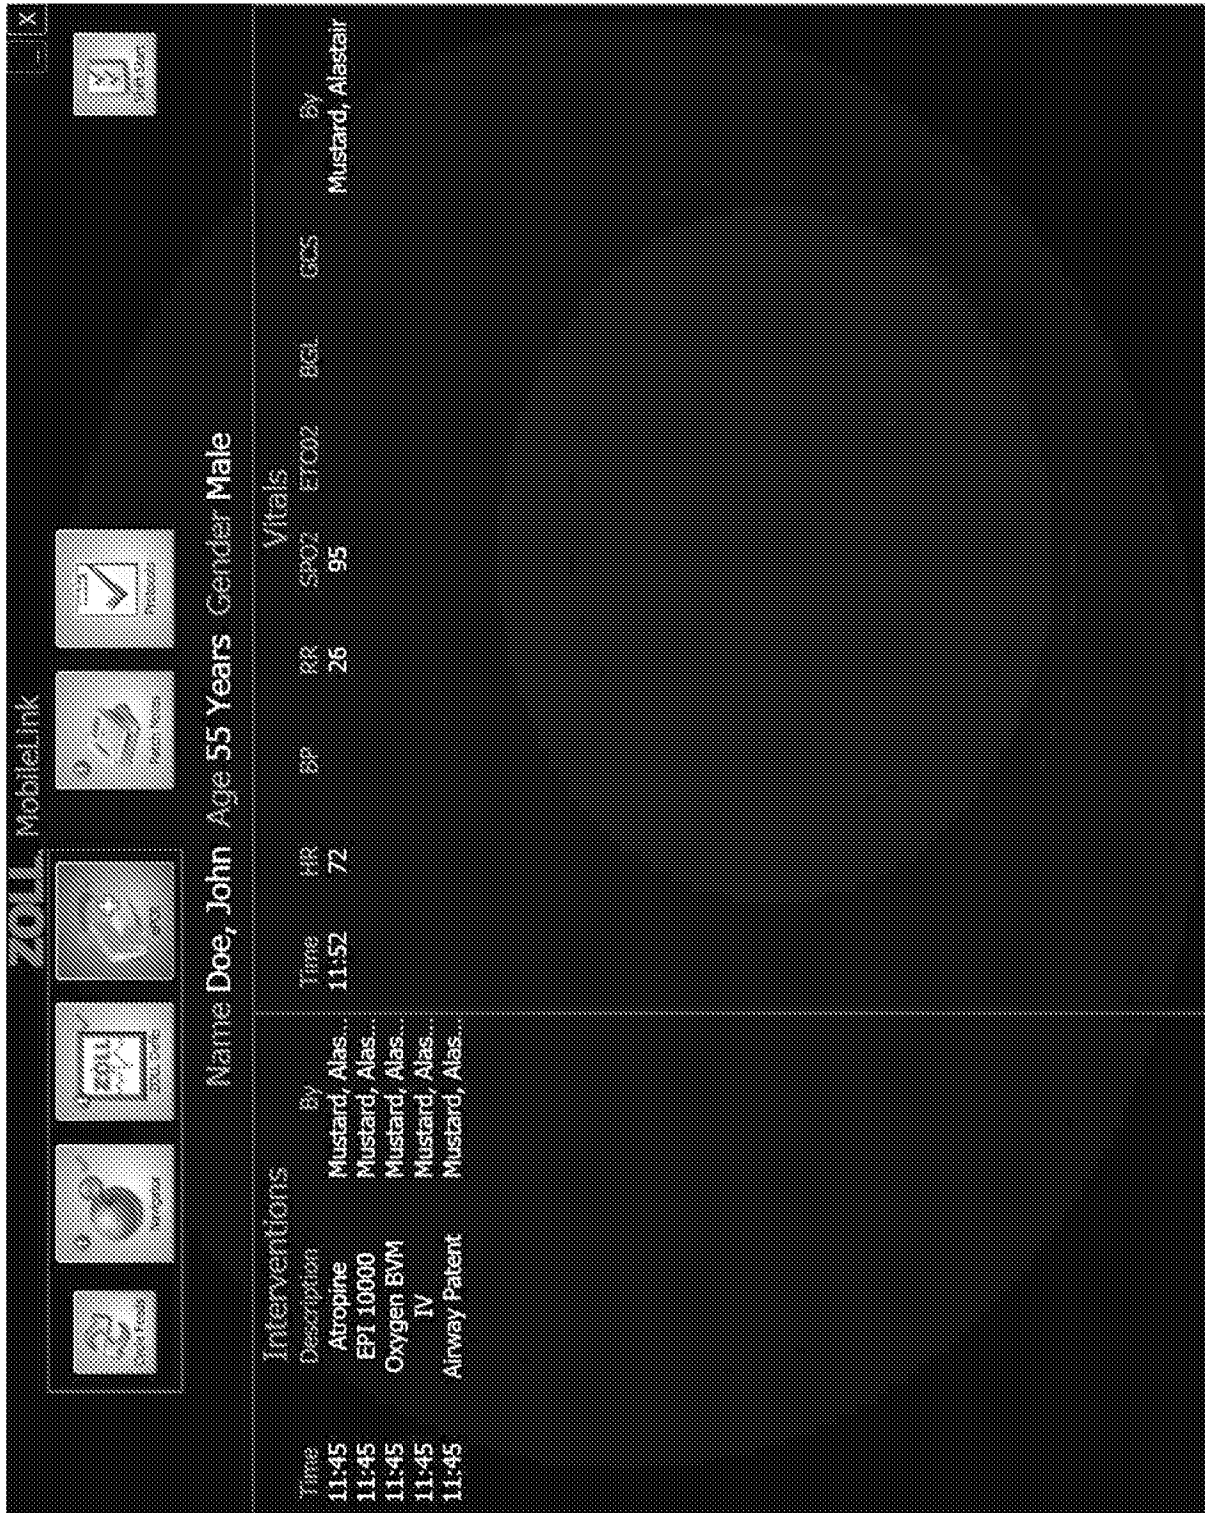 ZOLL MobileLink
X
Protocol
Name Doe, John Age 55 Years Gender Male
Interventions
Time Description By
11:45 Atropine Mustard, Alas...
11:45 EPI 10000 Mustard, Alas...
11:45 Oxygen BVM Mustard, Alas...
11:45 IV Mustard, Alas...
11:45 Airway Patent Mustard, Alas...
Vitals
Time HR BP RR SPO2 ETCO2 BGL GCS By
11:52 72 26 95 Mustard, Alastair